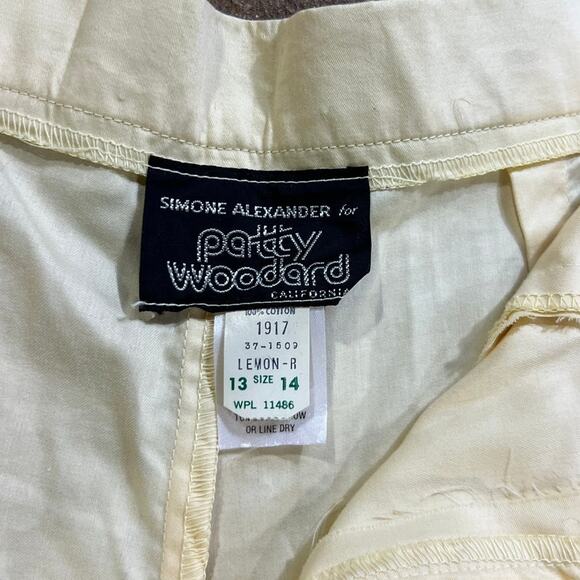 SIMONE ALEXANDER for
patty
woodard
CALIFORNIA
100% COTTON
1917
37-1509
LEMON-R
13 SIZE 14
WPL 11486
OR LINE DRY